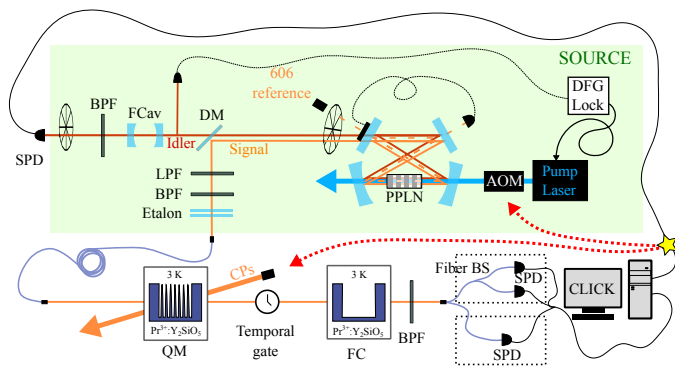 SOURCE
606
reference
DFG
Lock
BPF
FCav
DM
SPD
Idler
Signal
LPF
BPF
Etalon
PPLN
AOM
Pump
Laser
3 K
CPs
Pr³⁺:Y₂SiO₅
QM
Temporal
gate
3 K
Pr³⁺:Y₂SiO₅
FC
BPF
Fiber BS
SPD
SPD
CLICK